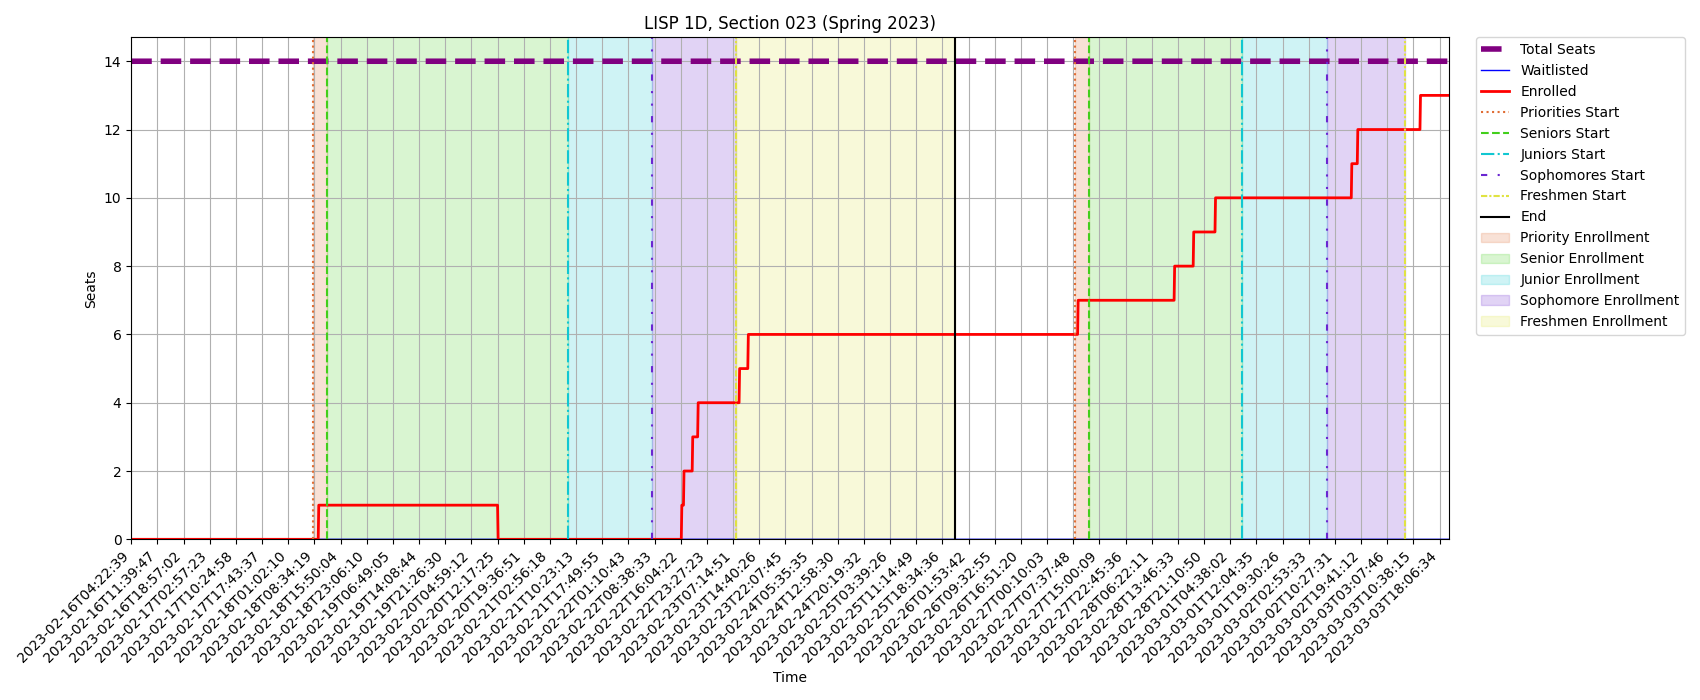 LISP 1D, Section 023 (Spring 2023)
14
12
10
8
6
4
2
0
Seats
2023-02-16T04:22:39
2023-02-16T11:39:47
2023-02-16T18:57:02
2023-02-17T02:57:23
2023-02-17T10:24:58
2023-02-17T17:43:37
2023-02-18T01:02:10
2023-02-18T08:34:19
2023-02-18T15:50:04
2023-02-18T23:06:10
2023-02-19T06:49:05
2023-02-19T14:08:44
2023-02-19T21:26:30
2023-02-20T04:59:12
2023-02-20T12:17:25
2023-02-20T19:36:51
2023-02-21T02:56:18
2023-02-21T10:23:13
2023-02-21T17:49:55
2023-02-22T01:10:43
2023-02-22T08:38:33
2023-02-22T16:04:22
2023-02-22T23:27:23
2023-02-23T07:14:51
2023-02-23T14:40:26
2023-02-23T22:07:45
2023-02-24T05:35:35
2023-02-24T12:58:30
2023-02-24T20:19:32
2023-02-25T03:39:26
2023-02-25T11:14:49
2023-02-25T18:34:36
2023-02-26T01:53:42
2023-02-26T09:32:55
2023-02-26T16:51:20
2023-02-27T00:10:03
2023-02-27T07:37:48
2023-02-27T15:00:09
2023-02-27T22:45:36
2023-02-28T06:22:11
2023-02-28T13:46:33
2023-02-28T21:10:50
2023-03-01T04:38:02
2023-03-01T12:04:35
2023-03-01T19:30:26
2023-03-02T02:53:33
2023-03-02T10:27:31
2023-03-02T19:41:12
2023-03-03T03:07:46
2023-03-03T10:38:15
2023-03-03T18:06:34
Time
Total Seats
Waitlisted
Enrolled
Priorities Start
Seniors Start
Juniors Start
Sophomores Start
Freshmen Start
End
Priority Enrollment
Senior Enrollment
Junior Enrollment
Sophomore Enrollment
Freshmen Enrollment